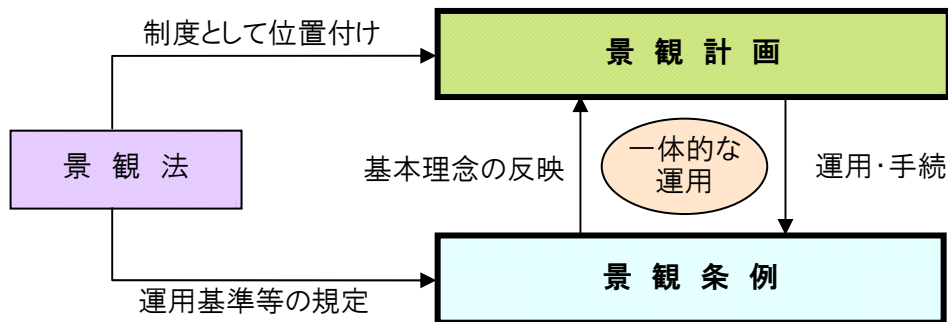 制度として位置付け
景観計画
景観法
基本理念の反映
一体的な
運用
運用・手続
景観条例
運用基準等の規定